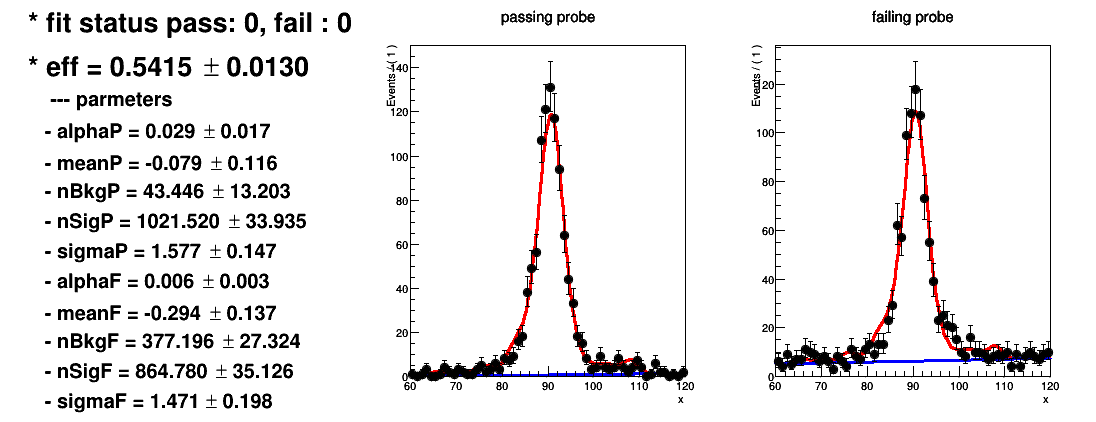 * fit status pass: 0, fail : 0
* eff = 0.5415 ± 0.0130
--- parmeters
- alphaP = 0.029 ± 0.017
- meanP = -0.079 ± 0.116
- nBkgP = 43.446 ± 13.203
- nSigP = 1021.520 ± 33.935
- sigmaP = 1.577 ± 0.147
- alphaF = 0.006 ± 0.003
- meanF = -0.294 ± 0.137
- nBkgF = 377.196 ± 27.324
- nSigF = 864.780 ± 35.126
- sigmaF = 1.471 ± 0.198
passing probe
Events / ( 1 )
140
120
100
80
60
40
20
0
60 70 80 90 100 110 120
x
failing probe
Events / ( 1 )
120
100
80
60
40
20
0
60 70 80 90 100 110 120
x